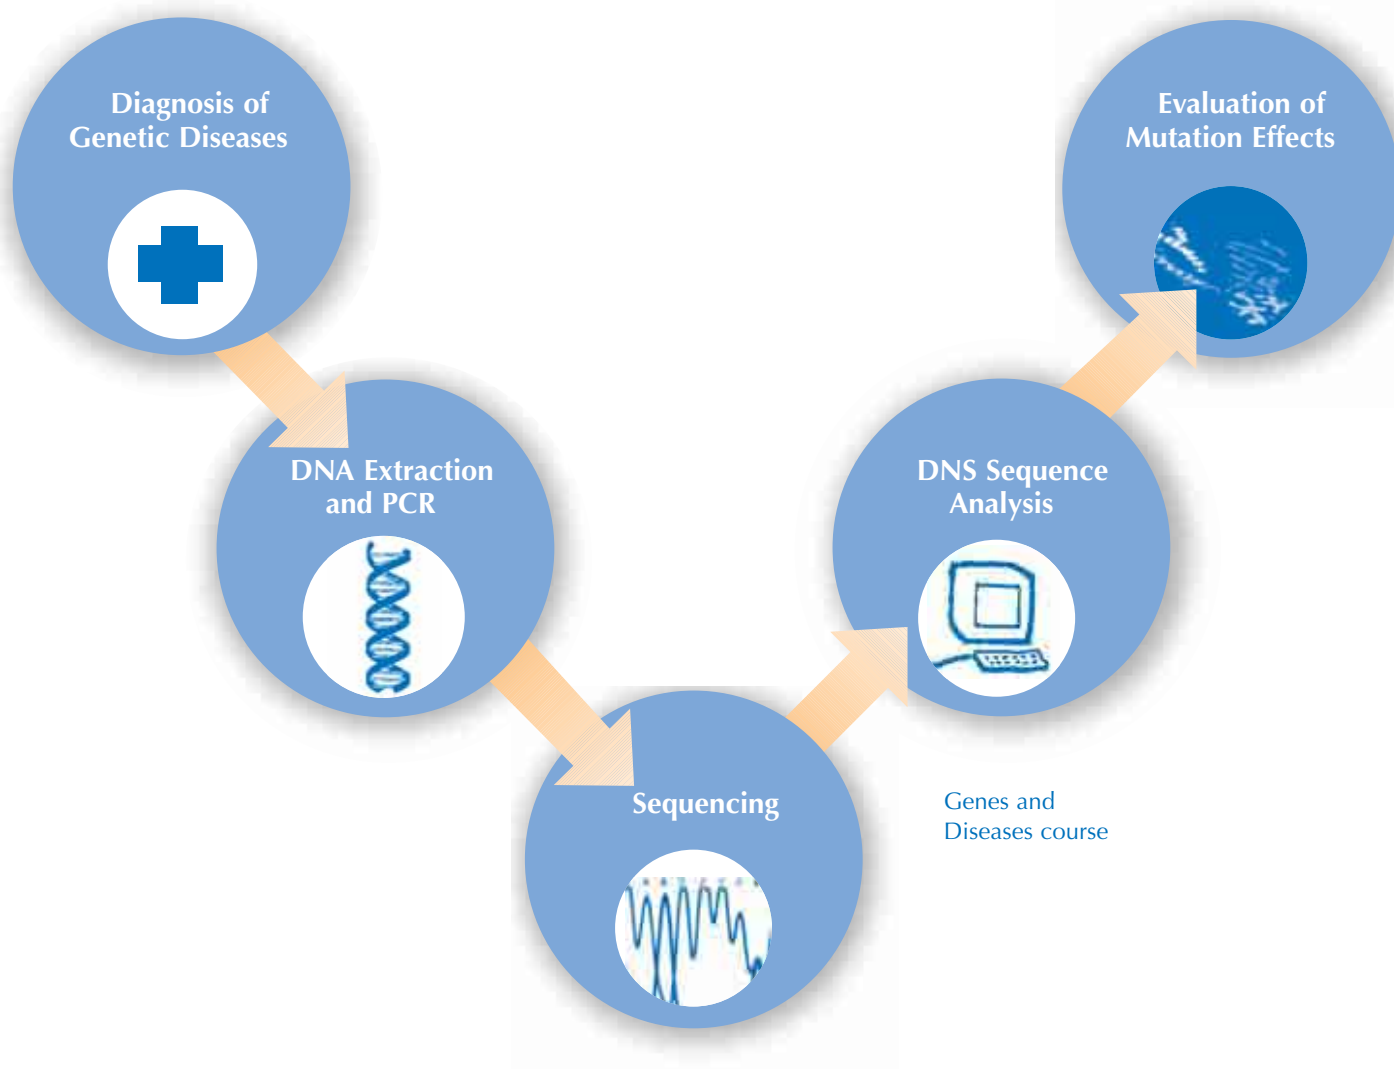 Diagnosis of
Genetic Diseases
DNA Extraction
and PCR
Sequencing
DNS Sequence
Analysis
Evaluation of
Mutation Effects
Genes and
Diseases course